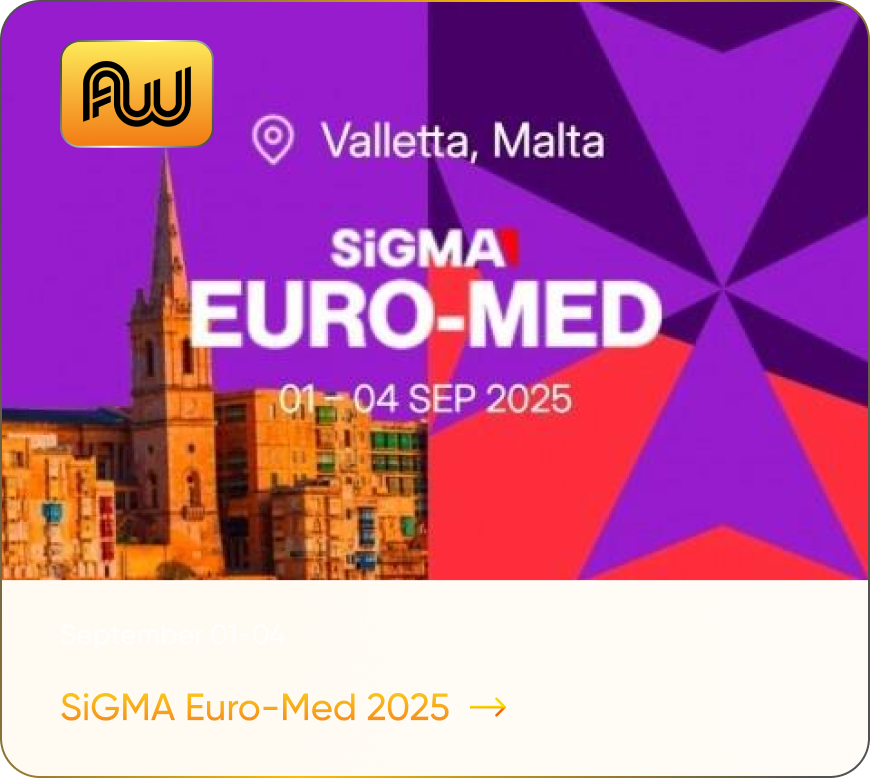 AW
Valletta, Malta
SiGMA
EURO-MED
01 – 04 SEP 2025
September 01-04
SiGMA Euro-Med 2025 →